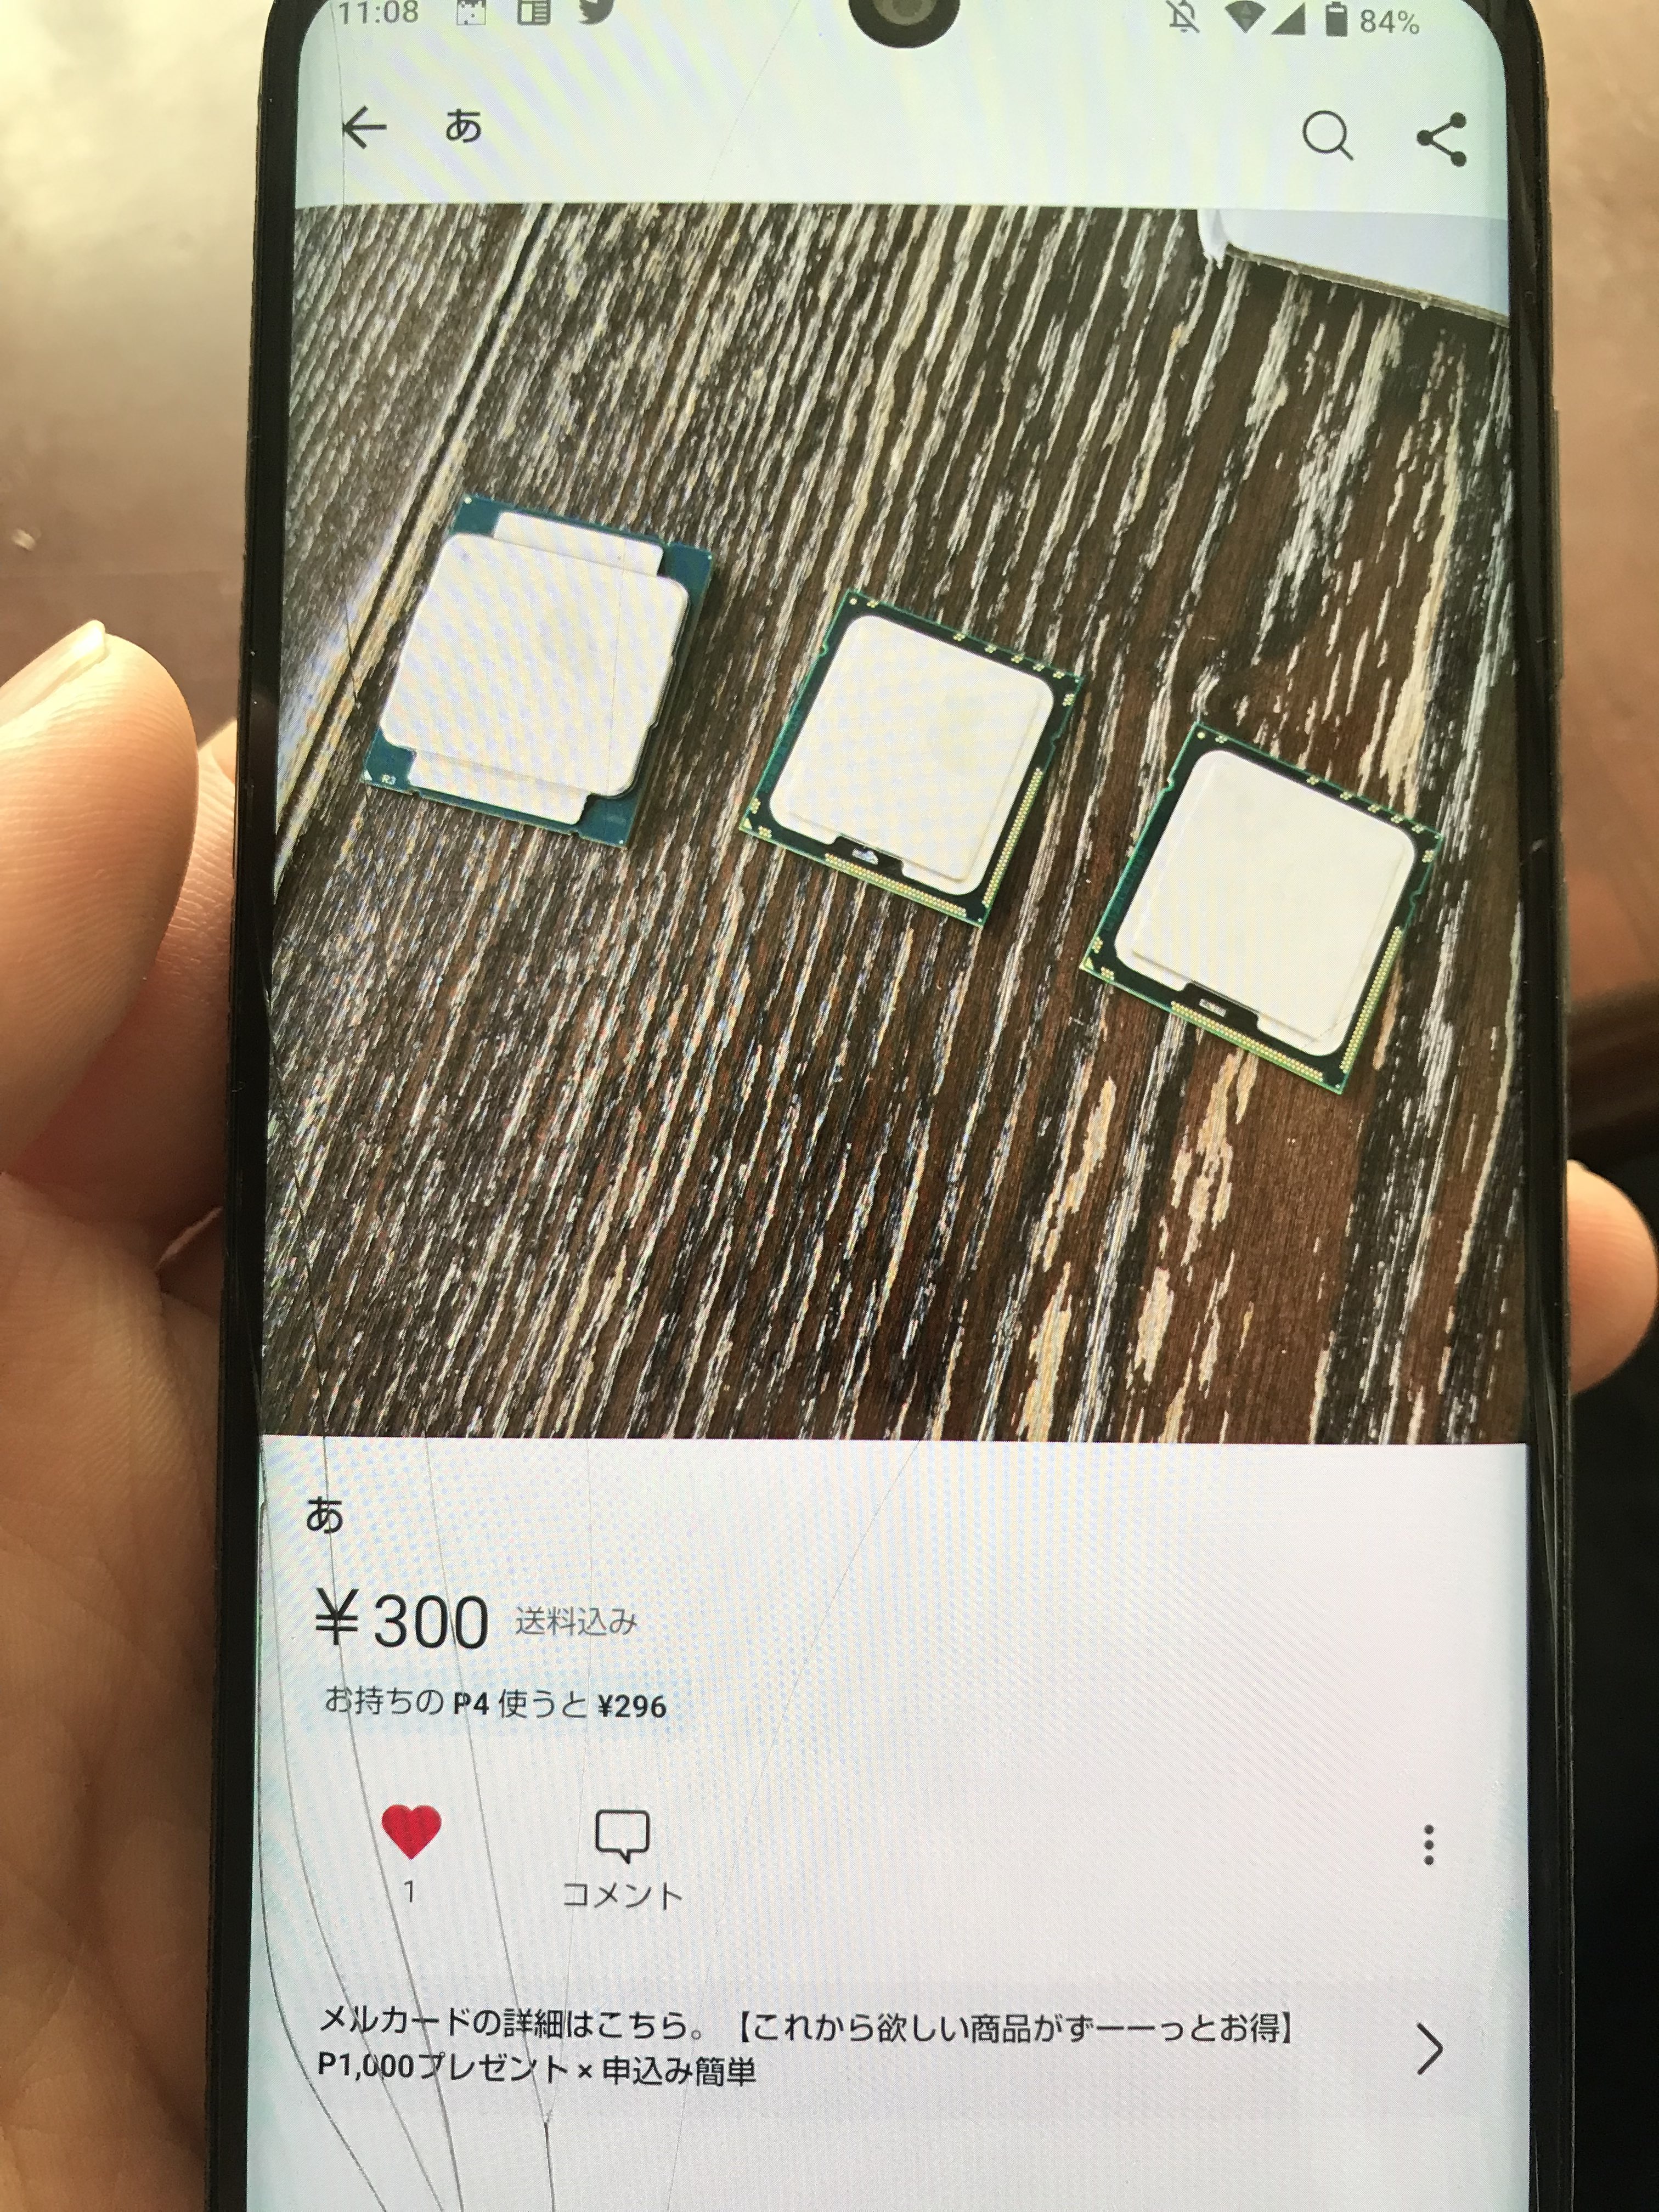 11:08
84%
あ
R3
あ
¥300 送料込み
お持ちの P4 使うと ¥296
1
コメント
メルカードの詳細はこちら。【これから欲しい商品がずーーっとお得】
P1,000プレゼント × 申込み簡単